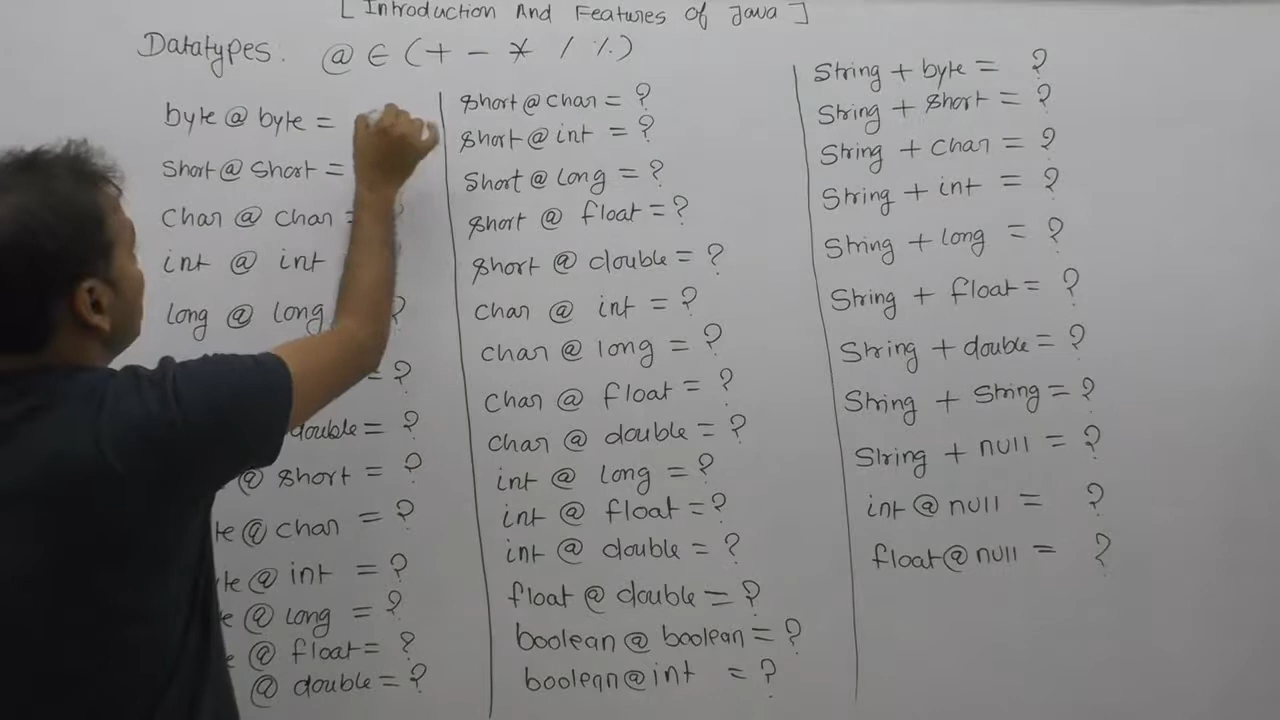 [ Introduction And Features of Java ]
Datatypes. @ ∈ ( + - * / % )
byte @ byte =
short @ short =
char @ char = ?
int @ int
long @ long ?
= ?
double = ?
@ short = ?
te @ char = ?
te @ int = ?
e @ long = ?
e @ float = ?
@ double = ?
short @ char = ?
short @ int = ?
short @ long = ?
short @ float = ?
short @ double = ?
char @ int = ?
char @ long = ?
char @ float = ?
char @ double = ?
int @ long = ?
int @ float = ?
int @ double = ?
float @ double = ?
boolean @ boolean = ?
boolean @ int = ?
String + byte = ?
String + short = ?
String + char = ?
String + int = ?
String + long = ?
String + float = ?
String + double = ?
String + String = ?
String + null = ?
int @ null = ?
float @ null = ?